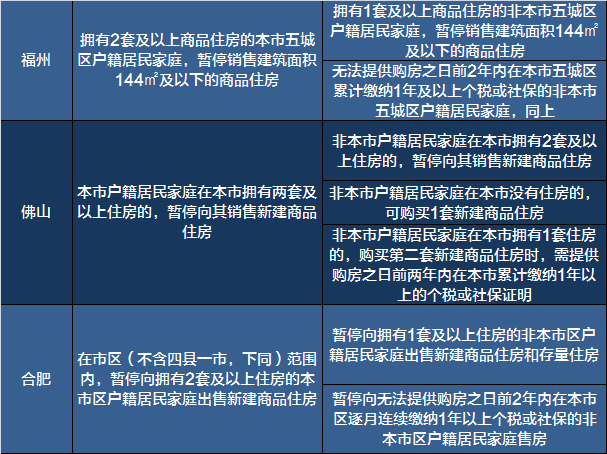 福州
拥有2套及以上商品住房的本市五城
区户籍居民家庭，暂停销售建筑面积
144㎡及以下的商品住房
拥有1套及以上商品住房的非本市五城区
户籍居民家庭，暂停销售建筑面积144㎡
及以下的商品住房
无法提供购房之日前2年内在本市五城区
累计缴纳1年及以上个税或社保的非本市
五城区户籍居民家庭，同上
佛山
本市户籍居民家庭在本市拥有两套及
以上住房的，暂停向其销售新建商品
住房
非本市户籍居民家庭在本市拥有2套及以
上住房的，暂停向其销售新建商品住房
非本市户籍居民家庭在本市没有住房的，
可购买1套新建商品住房
非本市户籍居民家庭在本市拥有1套住房
的，购买第二套新建商品住房时，需提供
购房之日前两年内在本市累计缴纳1年以
上的个税或社保证明
合肥
在市区（不含四县一市，下同）范围
内，暂停向拥有2套及以上住房的本
市区户籍居民家庭出售新建商品住房
暂停向拥有1套及以上住房的非本市区户
籍居民家庭出售新建商品住房和存量住房
暂停向无法提供购房之日前2年内在本市
区逐月连续缴纳1年以上个税或社保的非
本市区户籍居民家庭售房